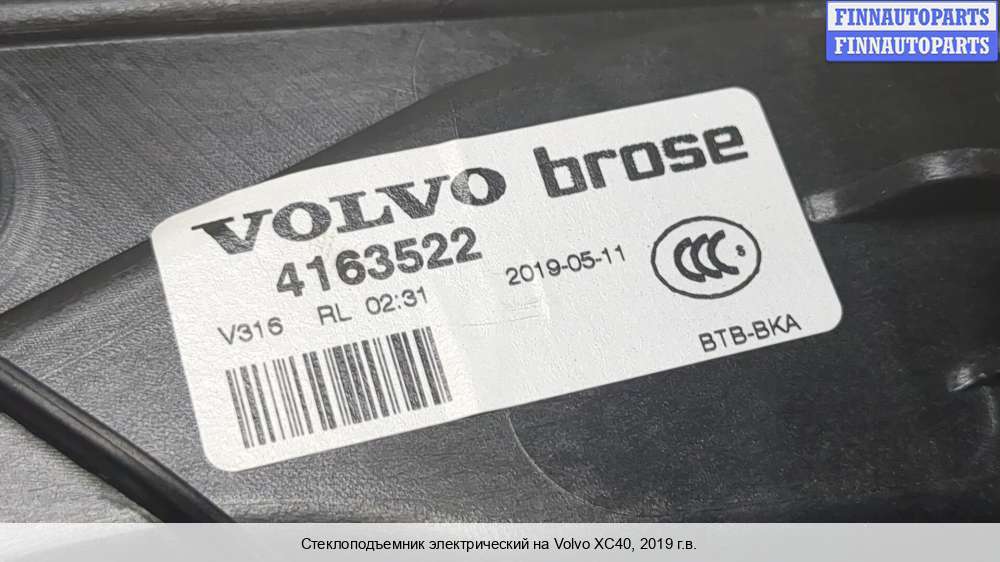 FINNAUTOPARTS
FINNAUTOPARTS
VOLVO brose
4163522
2019-05-11
CCC S
V316 RL 02:31
BTB-BKA
Стеклоподъемник электрический на Volvo XC40, 2019 г.в.